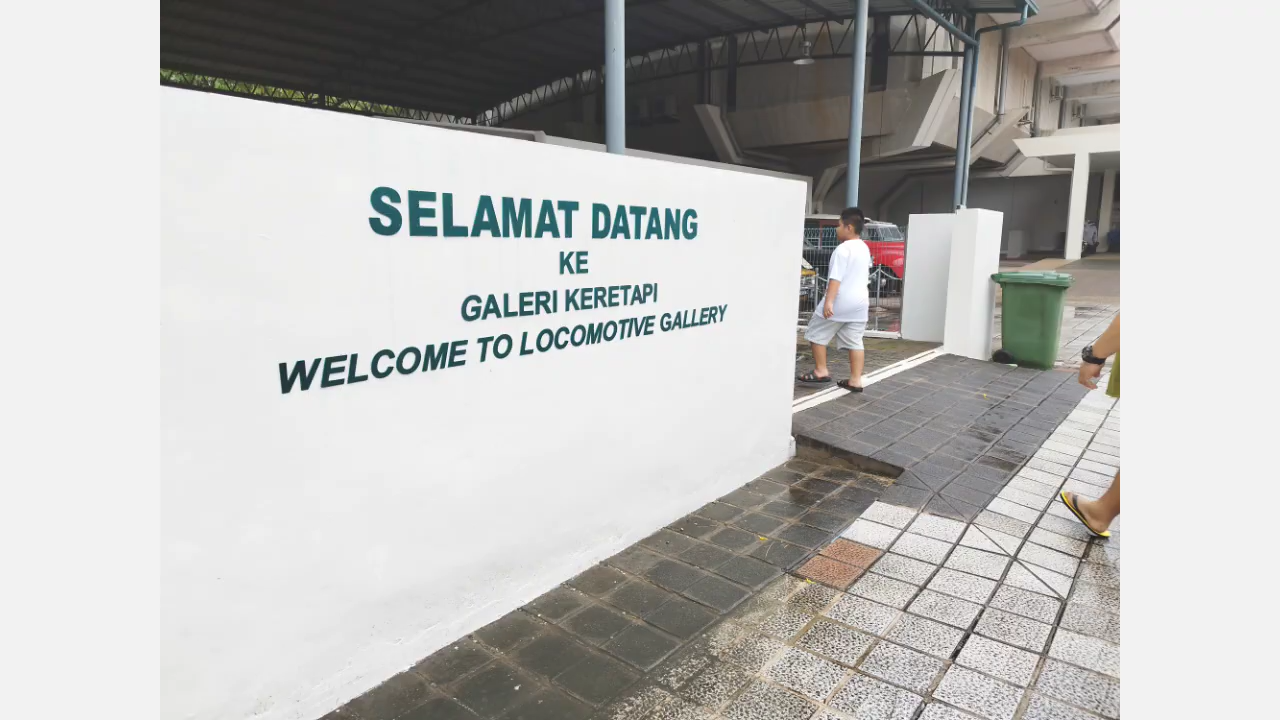 SELAMAT DATANG
KE
GALERI KERETAPI
WELCOME TO LOCOMOTIVE GALLERY